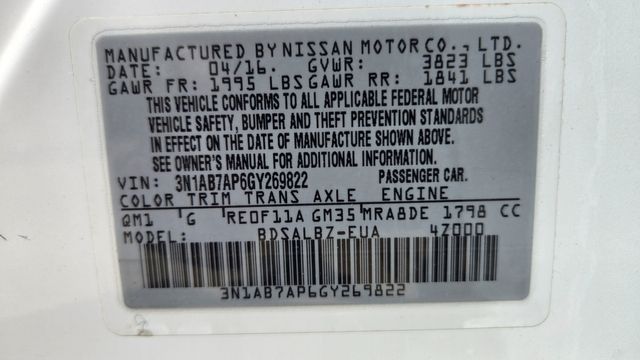 MANUFACTURED BY NISSAN MOTOR CO., LTD.
DATE: 04/16. GVWR: 3823 LBS
GAWR FR: 1995 LBS GAWR RR: 1841 LBS
THIS VEHICLE CONFORMS TO ALL APPLICABLE FEDERAL MOTOR
VEHICLE SAFETY, BUMPER AND THEFT PREVENTION STANDARDS
IN EFFECT ON THE DATE OF MANUFACTURE SHOWN ABOVE.
SEE OWNER'S MANUAL FOR ADDITIONAL INFORMATION.
VIN: 3N1AB7AP6GY269822 PASSENGER CAR.
COLOR TRIM TRANS AXLE ENGINE
QM1 G RE0F11A GM35 MRA8DE 1798 CC
MODEL: BDSALBZ-EUA 4Z000
3N1AB7AP6GY269822